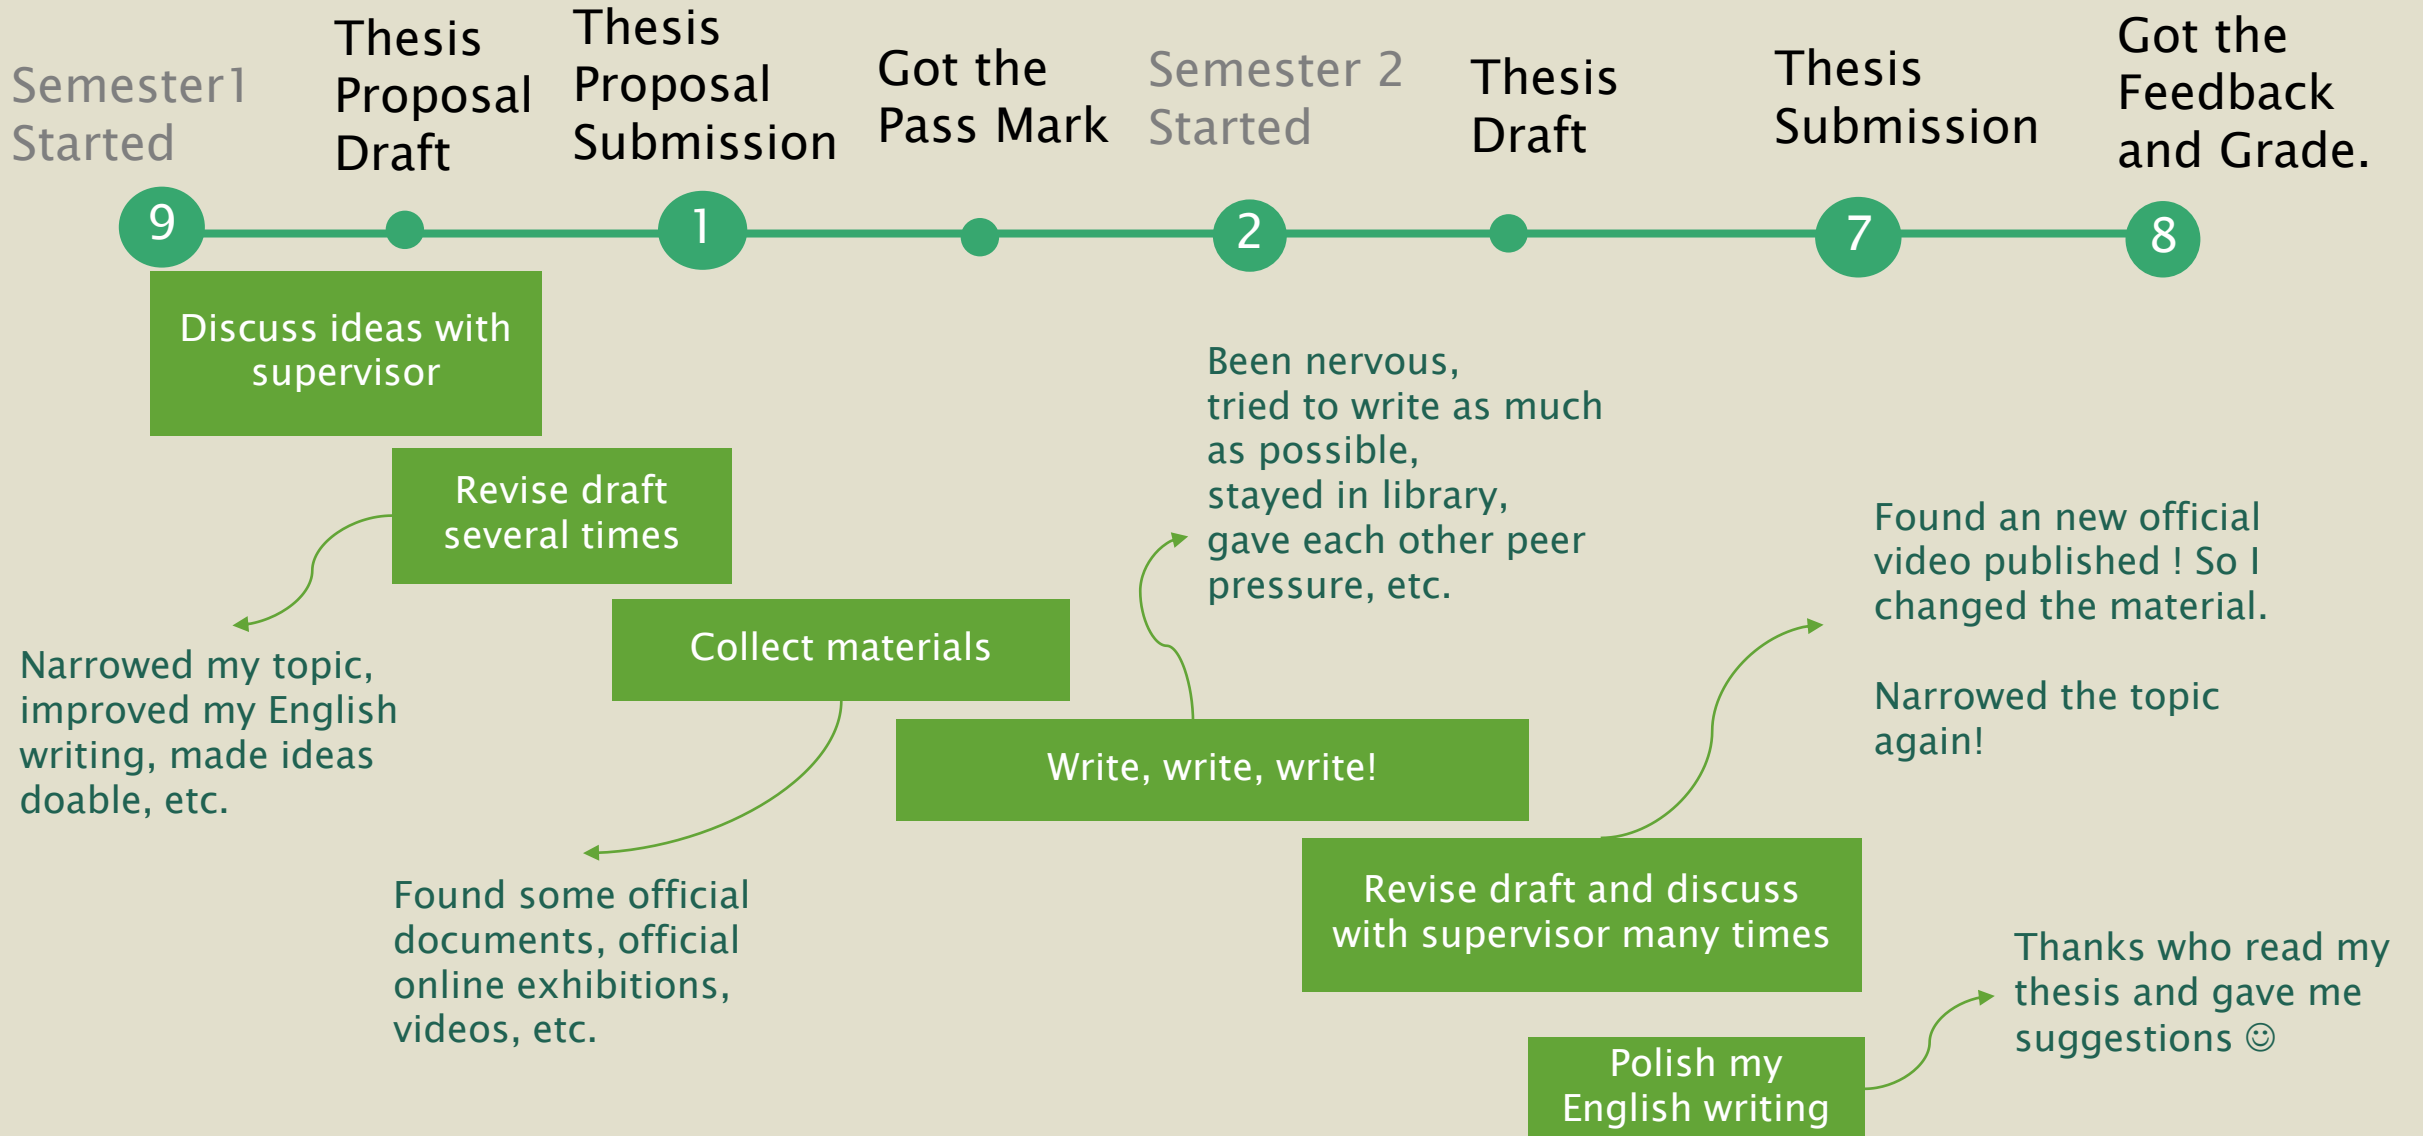 Semester1
Started
Thesis
Proposal
Draft
Thesis
Proposal
Submission
Got the
Pass Mark
Semester 2
Started
Thesis
Draft
Thesis
Submission
Got the
Feedback
and Grade.
9
1
2
7
8
Discuss ideas with
supervisor
Revise draft
several times
Narrowed my topic,
improved my English
writing, made ideas
doable, etc.
Collect materials
Found some official
documents, official
online exhibitions,
videos, etc.
Been nervous,
tried to write as much
as possible,
stayed in library,
gave each other peer
pressure, etc.
Write, write, write!
Found an new official
video published ! So I
changed the material.
Narrowed the topic
again!
Revise draft and discuss
with supervisor many times
Thanks who read my
thesis and gave me
suggestions ☺
Polish my
English writing